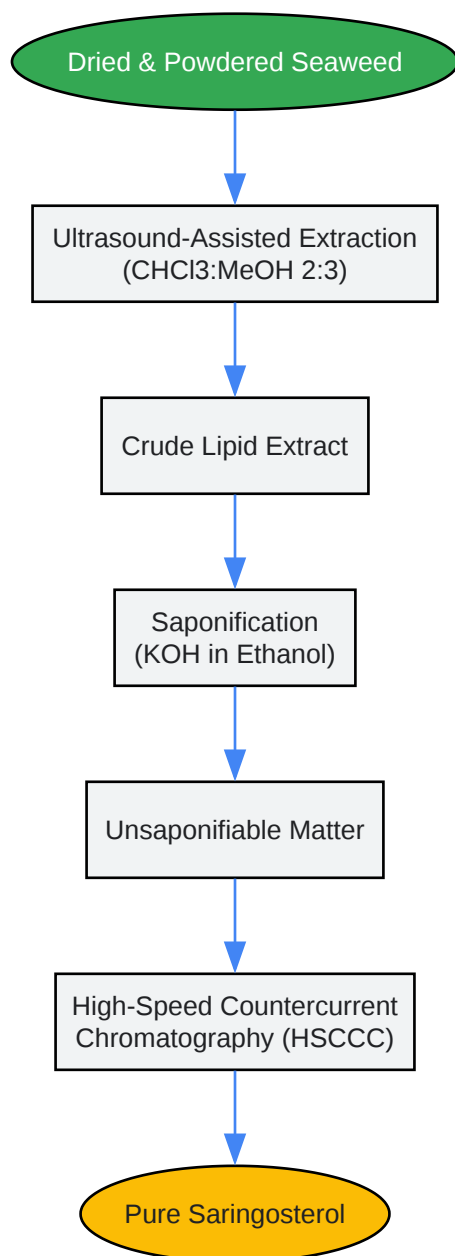 Dried & Powdered Seaweed
Ultrasound-Assisted Extraction
(CHCl3:MeOH 2:3)
Crude Lipid Extract
Saponification
(KOH in Ethanol)
Unsaponifiable Matter
High-Speed Countercurrent
Chromatography (HSCCC)
Pure Saringosterol